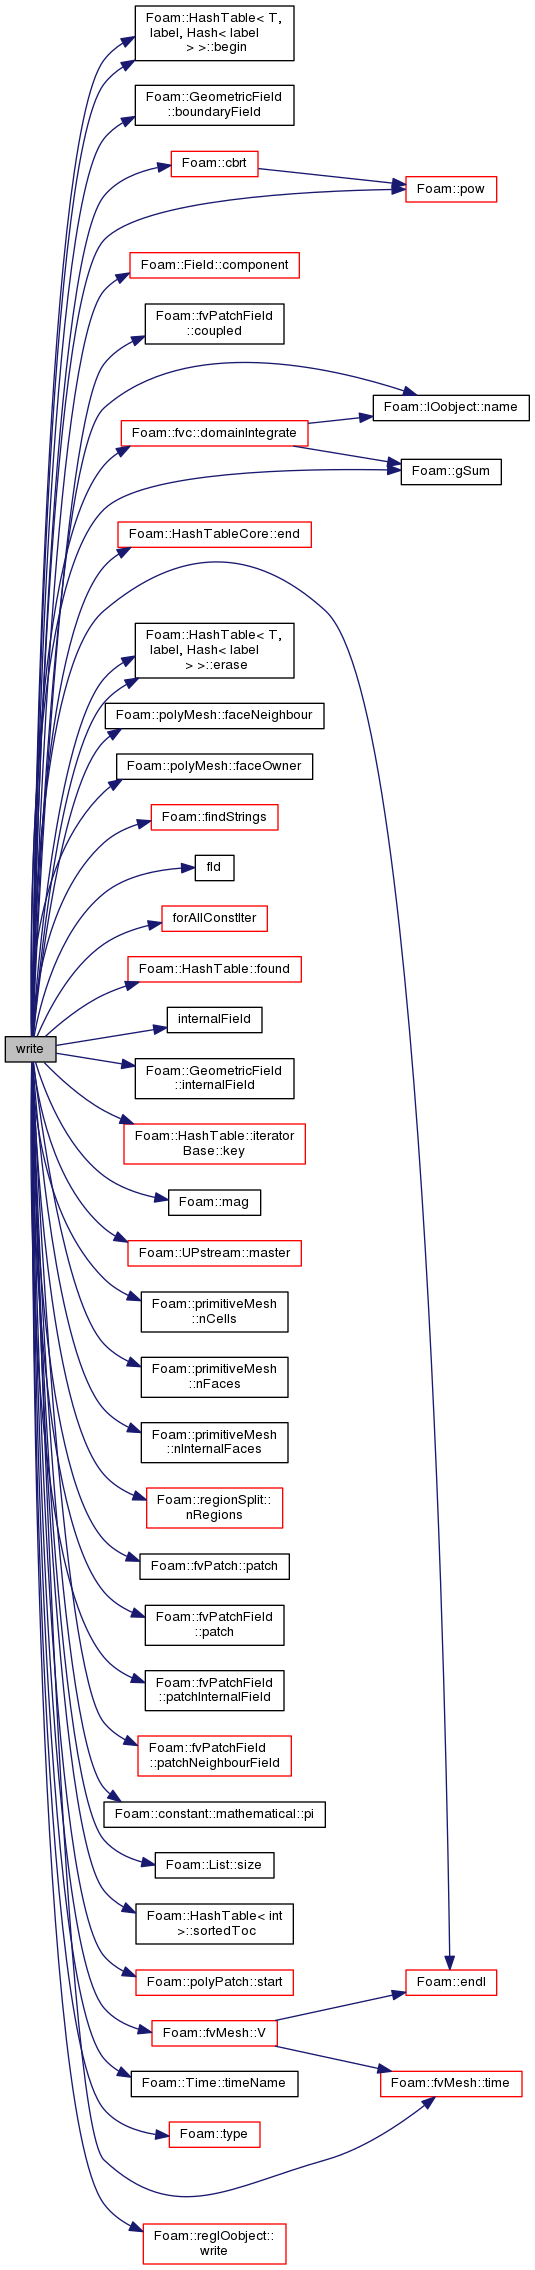 Foam::HashTable< T,
label, Hash< label
> >::begin
Foam::GeometricField
::boundaryField
Foam::cbrt
Foam::pow
Foam::Field::component
Foam::fvPatchField
::coupled
Foam::IOobject::name
Foam::fvc::domainIntegrate
Foam::gSum
Foam::HashTableCore::end
Foam::HashTable< T,
label, Hash< label
> >::erase
Foam::polyMesh::faceNeighbour
Foam::polyMesh::faceOwner
Foam::findStrings
fld
forAllConstIter
Foam::HashTable::found
internalField
write
Foam::GeometricField
::internalField
Foam::HashTable::iterator
Base::key
Foam::mag
Foam::UPstream::master
Foam::primitiveMesh
::nCells
Foam::primitiveMesh
::nFaces
Foam::primitiveMesh
::nInternalFaces
Foam::regionSplit::
nRegions
Foam::fvPatch::patch
Foam::fvPatchField
::patch
Foam::fvPatchField
::patchInternalField
Foam::fvPatchField
::patchNeighbourField
Foam::constant::mathematical::pi
Foam::List::size
Foam::HashTable< int
>::sortedToc
Foam::polyPatch::start
Foam::endl
Foam::fvMesh::V
Foam::Time::timeName
Foam::fvMesh::time
Foam::type
Foam::regIOobject::
write